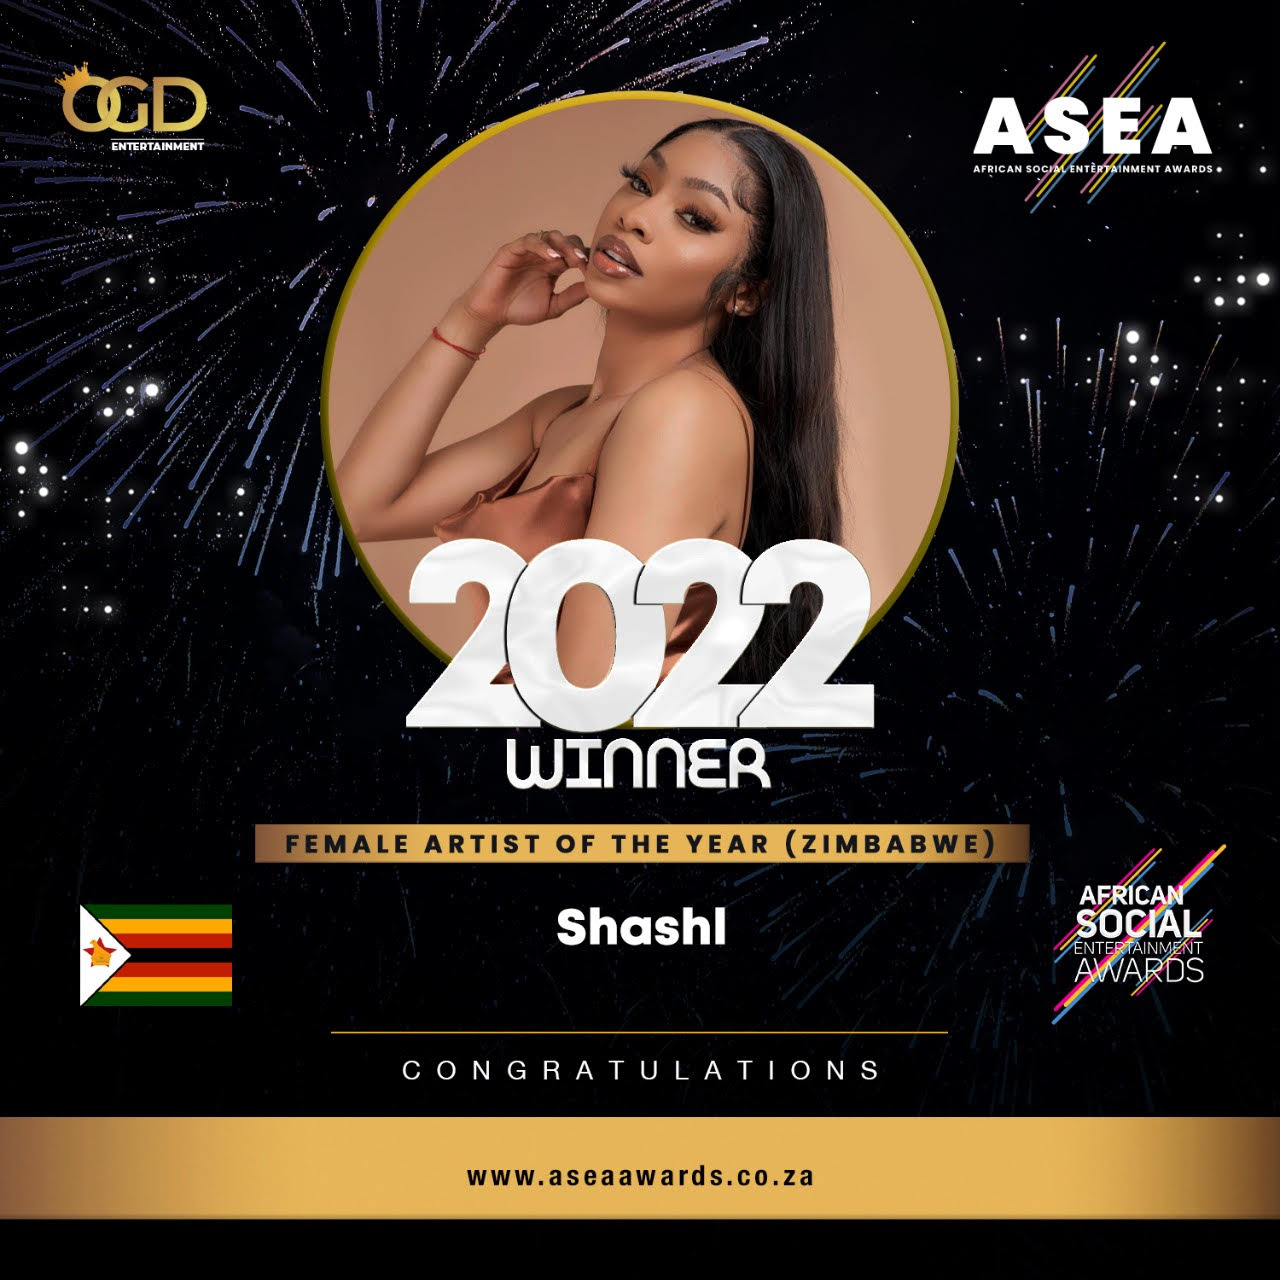 OGD
ENTERTAINMENT
ASEA
AFRICAN SOCIAL ENTERTAINMENT AWARDS
2022
WINNER
FEMALE ARTIST OF THE YEAR (ZIMBABWE)
Shashl
AFRICAN
SOCIAL
ENTERTAINMENT
AWARDS
CONGRATULATIONS
www.aseaawards.co.za